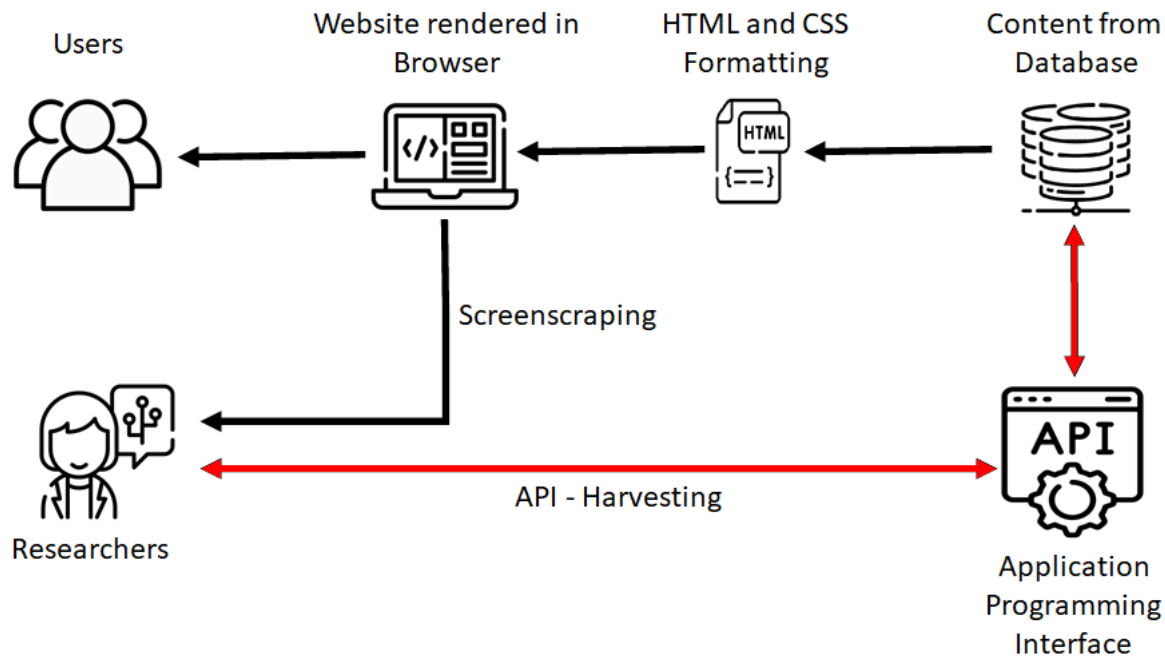 Users
Website rendered in
Browser
HTML and CSS
Formatting
Content from
Database
</>
HTML
{==}
Screenscraping
API
API - Harvesting
Researchers
Application
Programming
Interface